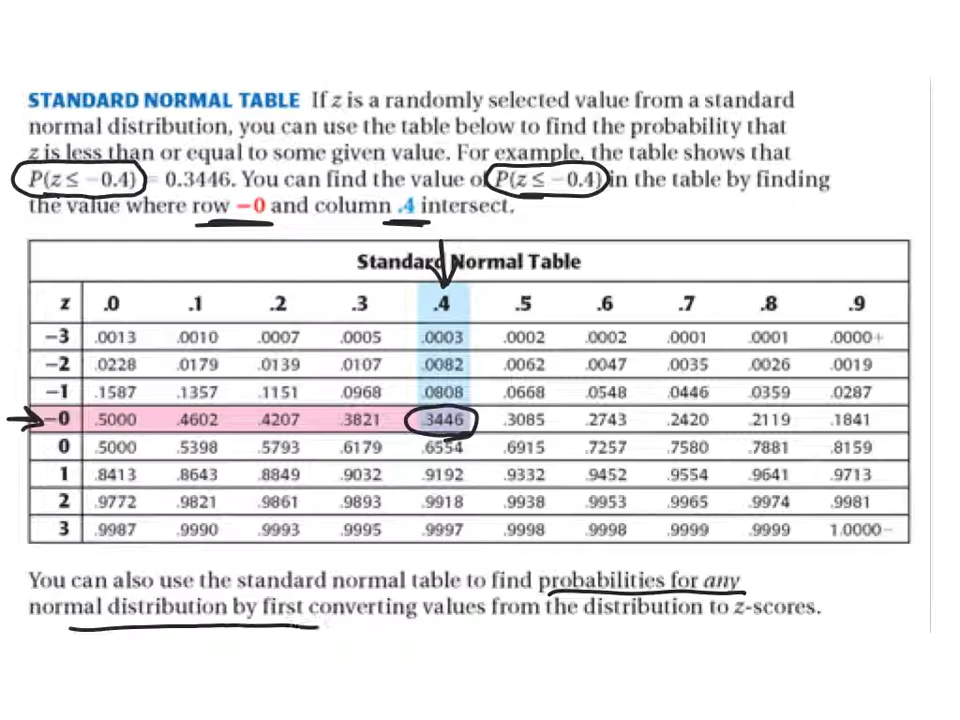 STANDARD NORMAL TABLE If z is a randomly selected value from a standard
normal distribution, you can use the table below to find the probability that
z is less than or equal to some given value. For example, the table shows that
P(z ≤ −0.4) = 0.3446. You can find the value of P(z ≤ −0.4) in the table by finding
the value where row −0 and column .4 intersect.
Standard Normal Table
z .0 .1 .2 .3 .4 .5 .6 .7 .8 .9
−3 .0013 .0010 .0007 .0005 .0003 .0002 .0002 .0001 .0001 .0000+
−2 .0228 .0179 .0139 .0107 .0082 .0062 .0047 .0035 .0026 .0019
−1 .1587 .1357 .1151 .0968 .0808 .0668 .0548 .0446 .0359 .0287
−0 .5000 .4602 .4207 .3821 .3446 .3085 .2743 .2420 .2119 .1841
0 .5000 .5398 .5793 .6179 .6554 .6915 .7257 .7580 .7881 .8159
1 .8413 .8643 .8849 .9032 .9192 .9332 .9452 .9554 .9641 .9713
2 .9772 .9821 .9861 .9893 .9918 .9938 .9953 .9965 .9974 .9981
3 .9987 .9990 .9993 .9995 .9997 .9998 .9998 .9999 .9999 1.0000−
You can also use the standard normal table to find probabilities for any
normal distribution by first converting values from the distribution to z-scores.